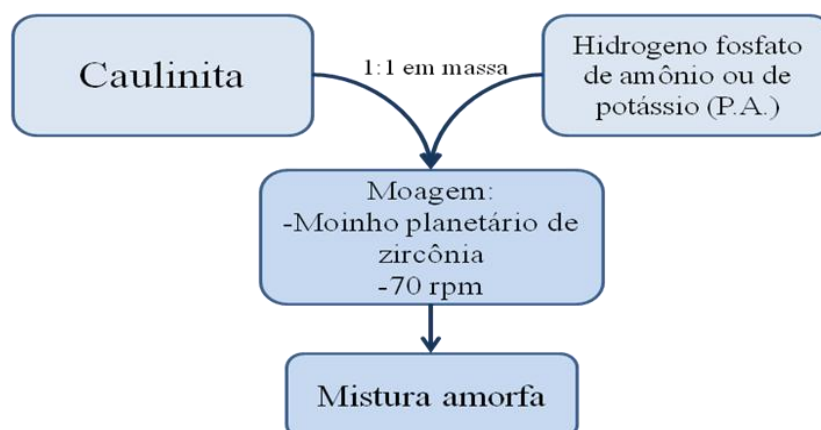 Caulinita
1:1 em massa
Hidrogeno fosfato
de amônio ou de
potássio (P.A.)
Moagem:
-Moinho planetário de
zircônia
-70 rpm
Mistura amorfa